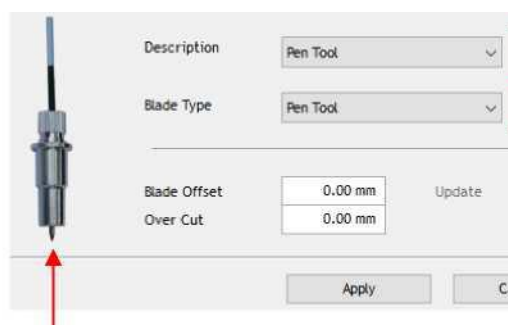 Description Pen Tool
Blade Type Pen Tool
Blade Offset 0.00 mm Update
Over Cut 0.00 mm
Apply